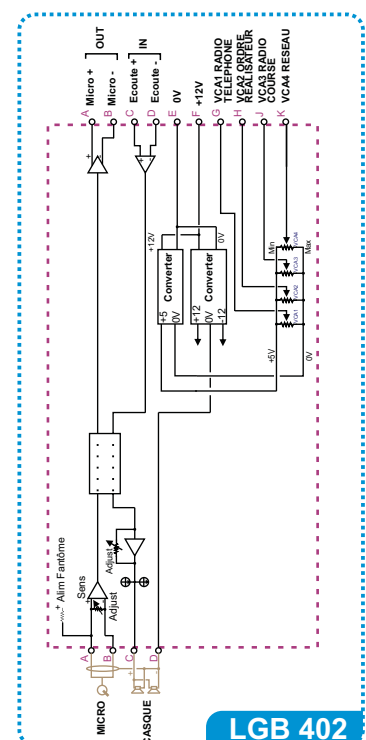 OUT
IN
A Micro +
B Micro -
C Ecoute +
D Ecoute -
E 0V
F +12V
G VCA1 RADIO
TELEPHONE
H VCA2 ORDRE
REALISATEUR
J VCA3 RADIO
COURSE
K VCA4 RESEAU
+ -
+ -
+12V
0V
Converter
+5
0V
Converter
+12
0V
-12
Min
Max
VCA4
VCA3
VCA2
VCA1
+5V
0V
Alim Fantôme
+
Sens
+ -
Adjust
Adjust
A
B
C
D
+ -
MICRO
CASQUE
LGB 402